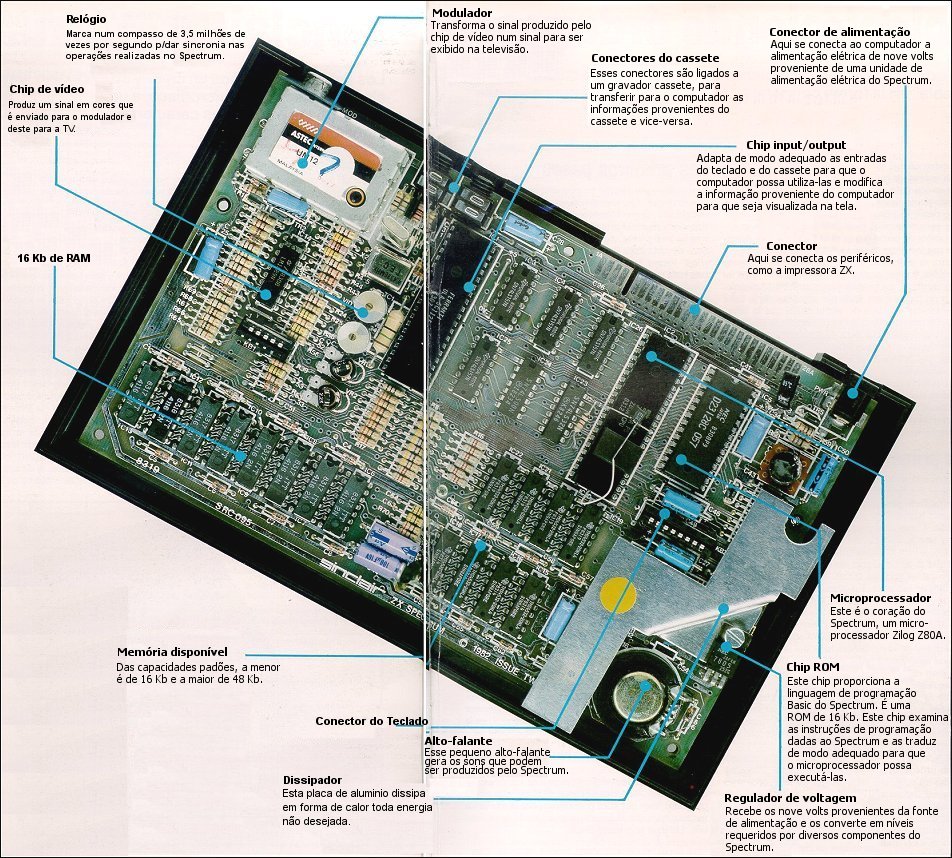 Relógio
Marca num compasso de 3,5 milhões de
vezes por segundo p/dar sincronia nas
operações realizadas no Spectrum.
Modulador
Transforma o sinal produzido pelo
chip de vídeo num sinal para ser
exibido na televisão.
Conector de alimentação
Aqui se conecta ao computador a
alimentação elétrica de nove volts
proveniente de uma unidade de
alimentação elétrica do Spectrum.
Conectores do cassete
Esses conectores são ligados a
um gravador cassete, para
transferir para o computador as
informações provenientes do
cassete e vice-versa.
Chip de vídeo
Produz um sinal em cores que
é enviado para o modulador e
deste para a TV.
Chip input/output
Adapta de modo adequado as entradas
do teclado e do cassete para que o
computador possa utiliza-las e modifica
a informação proveniente do computador
para que seja visualizada na tela.
Conector
Aqui se conecta os periféricos,
como a impressora ZX.
16 Kb de RAM
MOD
ASTEC
UM
MALAYSIA
8319
sinclair
ZX SPE
© 1982 ISSUE TW
Microprocessador
Este é o coração do
Spectrum, um micro-
processador Zilog Z80A.
Memória disponível
Das capacidades padões, a menor
é de 16 Kb e a maior de 48 Kb.
Chip ROM
Este chip proporciona a
linguagem de programação
Basic do Spectrum. É uma
ROM de 16 Kb. Este chip examina
as instruções de programação
dadas ao Spectrum e as traduz
de modo adequado para que
o microprocessador possa
executá-las.
Conector do Teclado
Alto-falante
Esse pequeno alto-falante
gera os sons que podem
ser produzidos pelo Spectrum.
Dissipador
Esta placa de aluminio dissipa
em forma de calor toda energia
não desejada.
Regulador de voltagem
Recebe os nove volts provenientes da fonte
de alimentação e os converte em níveis
requeridos por diversos componentes do
Spectrum.